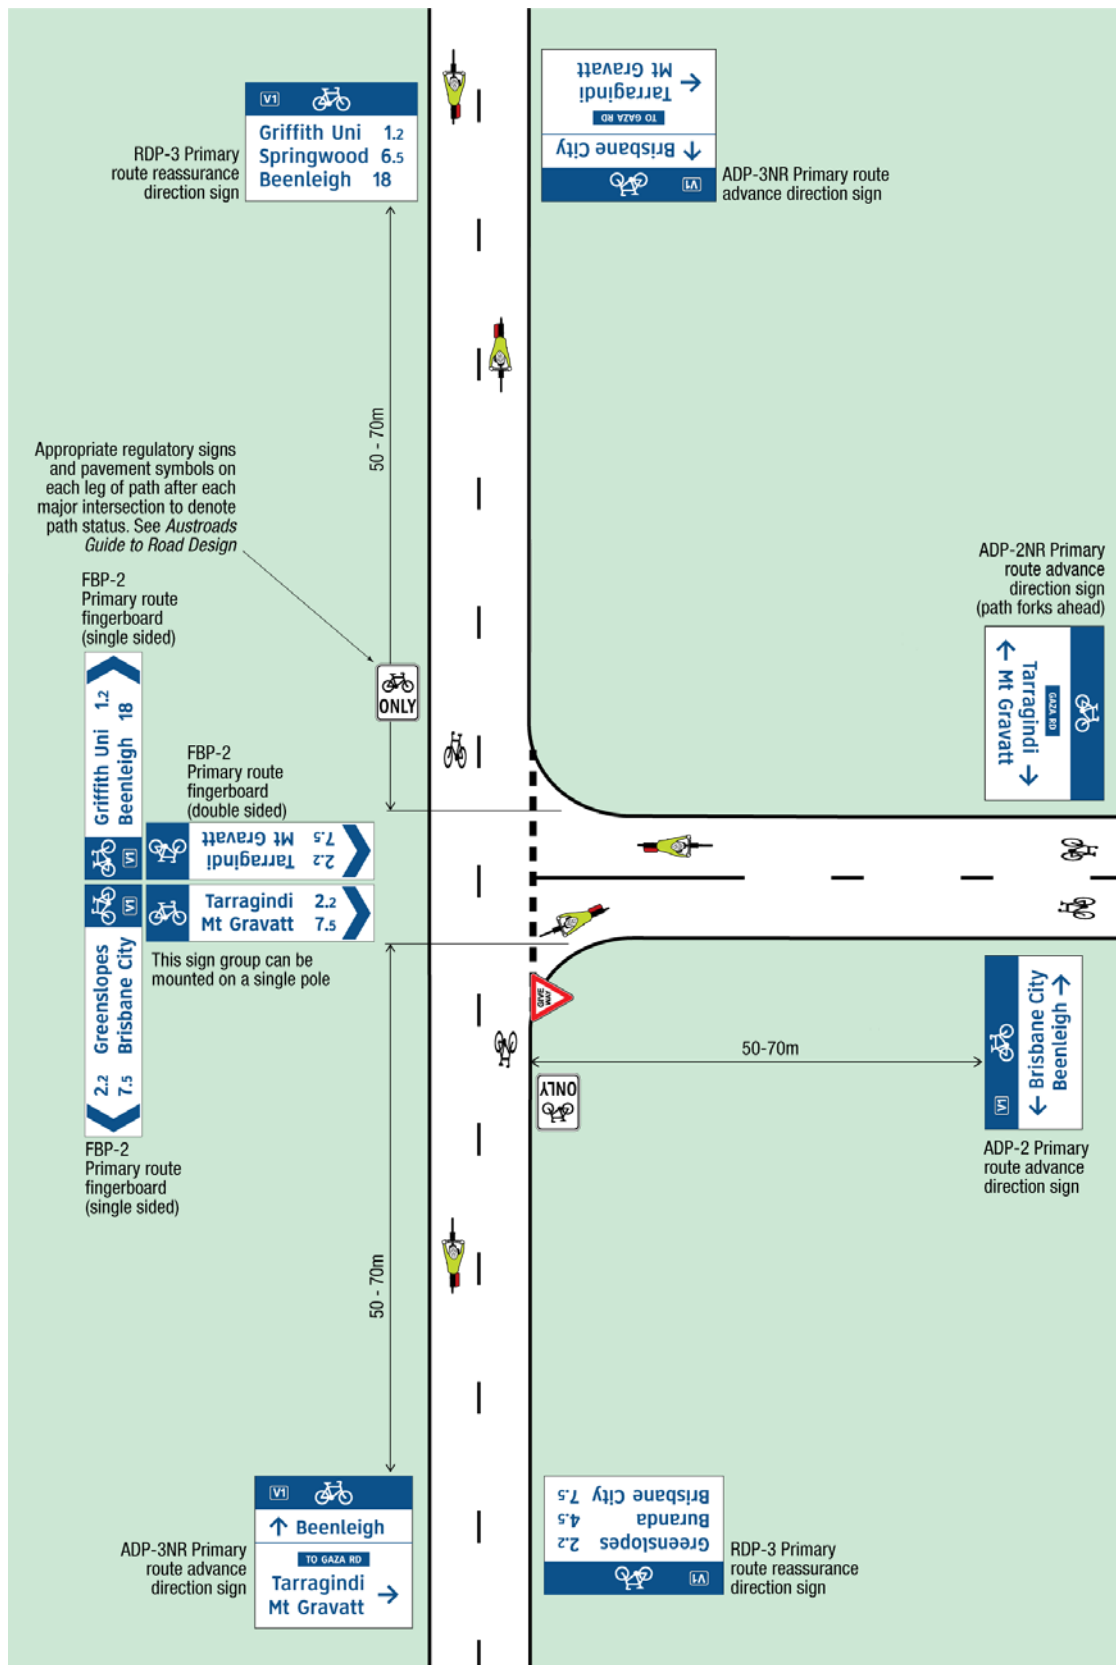 V1
Griffith Uni 1.2
Springwood 6.5
Beenleigh 18
RDP-3 Primary
route reassurance
direction sign
V1
Brisbane City
TO GAZA RD
Tarragindi
Mt Gravatt
ADP-3NR Primary route
advance direction sign
50 - 70m
Appropriate regulatory signs
and pavement symbols on
each leg of path after each
major intersection to denote
path status. See Austroads
Guide to Road Design
ONLY
ADP-2NR Primary
route advance
direction sign
(path forks ahead)
GAZA RD
Tarragindi
Mt Gravatt
FBP-2
Primary route
fingerboard
(single sided)
V1
Griffith Uni 1.2
Beenleigh 18
FBP-2
Primary route
fingerboard
(double sided)
Tarragindi 2.2
Mt Gravatt 7.5
Tarragindi 2.2
Mt Gravatt 7.5
This sign group can be
mounted on a single pole
V1
Greenslopes 2.2
Brisbane City 7.5
FBP-2
Primary route
fingerboard
(single sided)
GIVE
WAY
ONLY
50-70m
V1
Brisbane City
Beenleigh
ADP-2 Primary
route advance
direction sign
50 - 70m
V1
Beenleigh
TO GAZA RD
Tarragindi
Mt Gravatt
ADP-3NR Primary
route advance
direction sign
V1
Greenslopes 2.2
Buranda 4.5
Brisbane City 7.5
RDP-3 Primary
route reassurance
direction sign